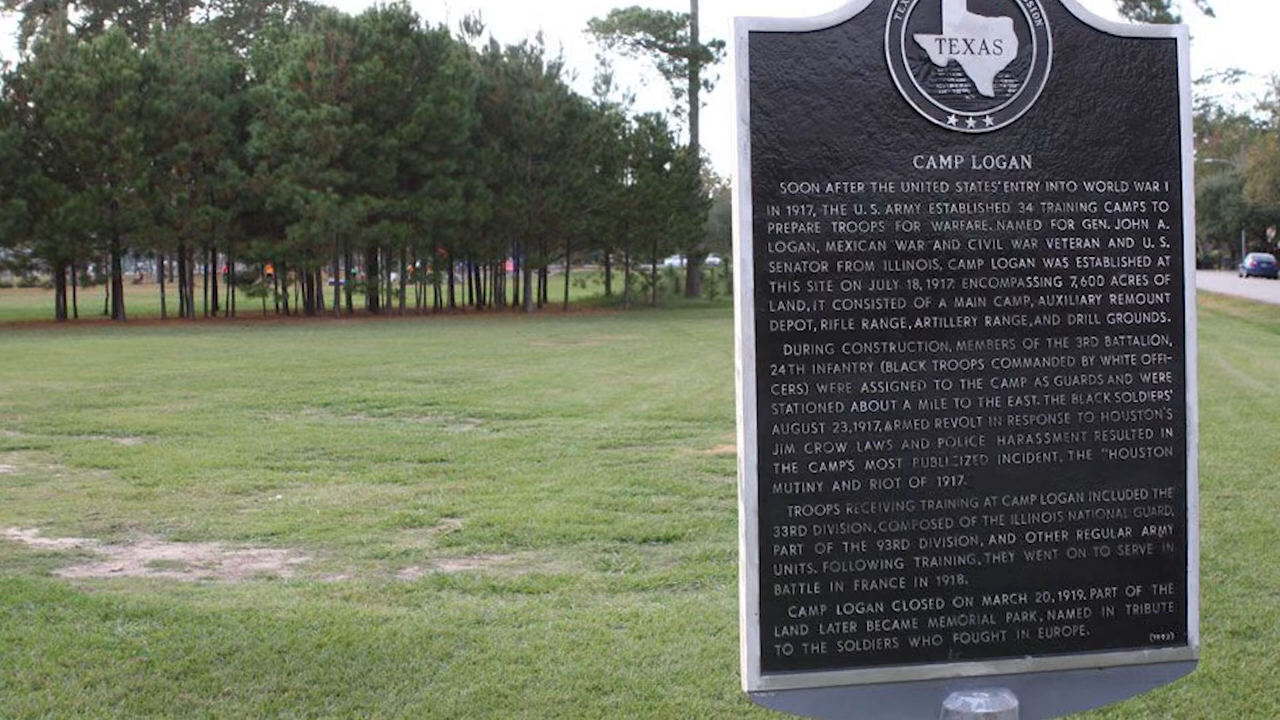 TEXAS
CAMP LOGAN
SOON AFTER THE UNITED STATES' ENTRY INTO WORLD WAR I
IN 1917, THE U.S. ARMY ESTABLISHED 34 TRAINING CAMPS TO
PREPARE TROOPS FOR WARFARE. NAMED FOR GEN. JOHN A.
LOGAN, MEXICAN WAR AND CIVIL WAR VETERAN AND U.S.
SENATOR FROM ILLINOIS, CAMP LOGAN WAS ESTABLISHED AT
THIS SITE ON JULY 18, 1917. ENCOMPASSING 7,600 ACRES OF
LAND, IT CONSISTED OF A MAIN CAMP, AUXILIARY REMOUNT
DEPOT, RIFLE RANGE, ARTILLERY RANGE, AND DRILL GROUNDS.
DURING CONSTRUCTION, MEMBERS OF THE 3RD BATTALION,
24TH INFANTRY (BLACK TROOPS COMMANDED BY WHITE OFFI-
CERS) WERE ASSIGNED TO THE CAMP AS GUARDS AND WERE
STATIONED ABOUT A MILE TO THE EAST. THE BLACK SOLDIERS'
AUGUST 23, 1917, ARMED REVOLT IN RESPONSE TO HOUSTON'S
JIM CROW LAWS AND POLICE HARASSMENT RESULTED IN
THE CAMP'S MOST PUBLICIZED INCIDENT, THE "HOUSTON
MUTINY AND RIOT OF 1917."
TROOPS RECEIVING TRAINING AT CAMP LOGAN INCLUDED THE
33RD DIVISION, COMPOSED OF THE ILLINOIS NATIONAL GUARD,
PART OF THE 93RD DIVISION, AND OTHER REGULAR ARMY
UNITS. FOLLOWING TRAINING, THEY WENT ON TO SERVE IN
BATTLE IN FRANCE IN 1918.
CAMP LOGAN CLOSED ON MARCH 20, 1919. PART OF THE
LAND LATER BECAME MEMORIAL PARK, NAMED IN TRIBUTE
TO THE SOLDIERS WHO FOUGHT IN EUROPE.